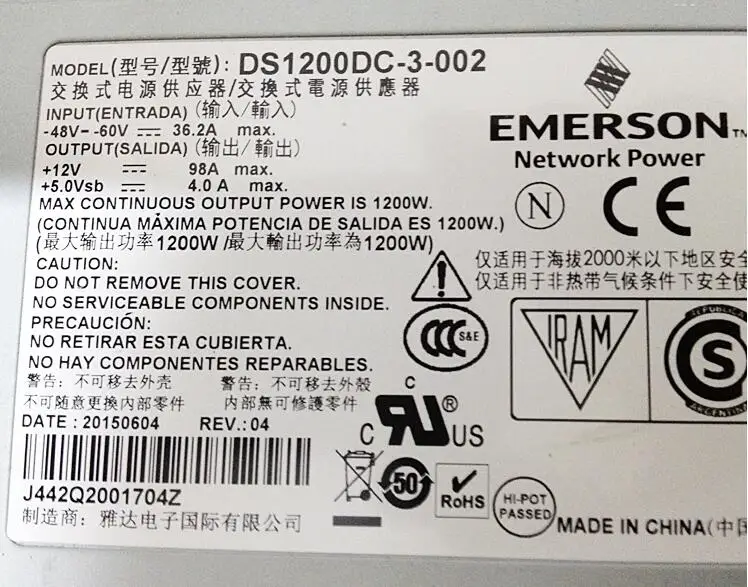 MODEL(型号/型號): DS1200DC-3-002
交换式电源供应器/交換式電源供應器
INPUT(ENTRADA) (输入/輸入)
-48V- -60V 36.2A max.
OUTPUT(SALIDA) (输出/輸出)
+12V 98A max.
+5.0Vsb 4.0 A max.
MAX CONTINUOUS OUTPUT POWER IS 1200W.
(CONTINUA MÁXIMA POTENCIA DE SALIDA ES 1200W.)
(最大输出功率1200W /最大輸出功率為1200W)
CAUTION:
DO NOT REMOVE THIS COVER.
NO SERVICEABLE COMPONENTS INSIDE.
PRECAUCIÓN:
NO RETIRAR ESTA CUBIERTA.
NO HAY COMPONENTES REPARABLES.
警告: 不可移去外壳 警告: 不可移去外殼
不可随意更换内部零件 内部無可修護零件
DATE : 20150604 REV.: 04
J442Q2001704Z
制造商: 雅达电子国际有限公司
EMERSON™
Network Power
N CE
仅适用于海拔2000米以下地区安全
仅适用于非热带气候条件下安全使
CCC S&E
IRAM
S
REPUBLICA
ARGENTINA
C
C RU® US
50
RoHS
HI-POT
PASSED
MADE IN CHINA(中国